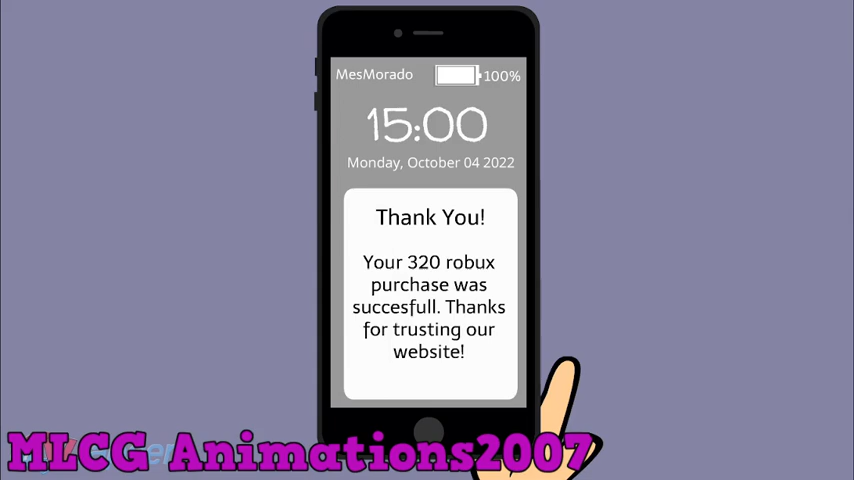 MesMorado
100%
15:00
Monday, October 04 2022
Thank You!
Your 320 robux
purchase was
succesfull. Thanks
for trusting our
website!
MLCG Animations2007